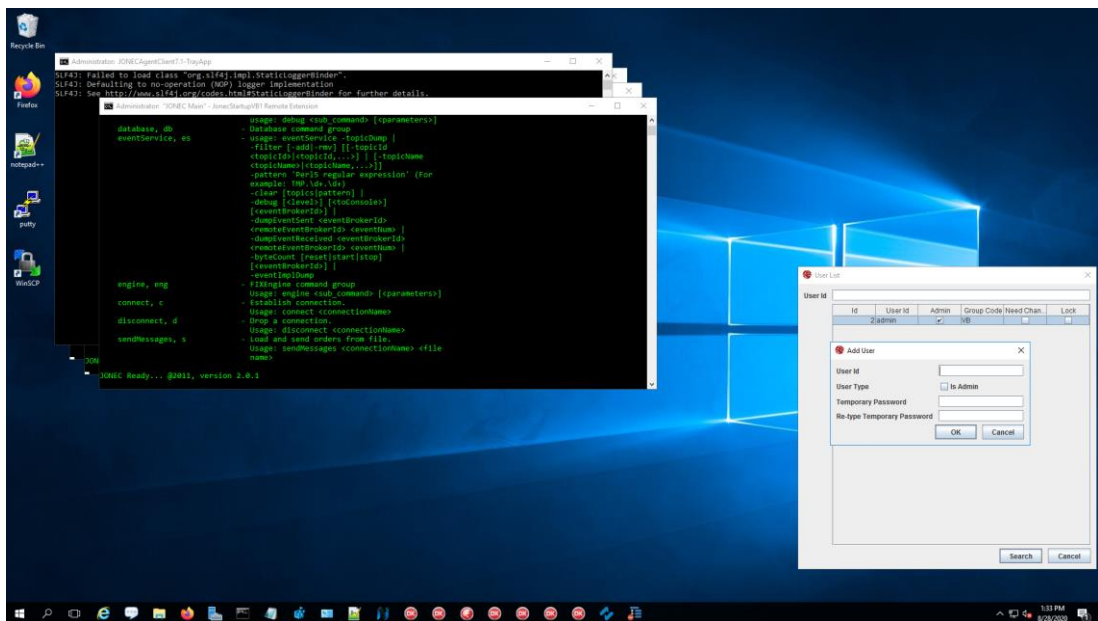 Recycle Bin
Firefox
notepad++
putty
WinSCP
Administrator: JONECAgentClient7.1-TrayApp
SLF4J: Failed to load class "org.slf4j.impl.StaticLoggerBinder".
SLF4J: Defaulting to no-operation (NOP) logger implementation
SLF4J: See http://www.slf4j.org/codes.html#StaticLoggerBinder for further details.
JON
Administrator: "JONEC Main" - JonecStartupVB1 Remote Extension
usage: debug <sub_command> [<parameters>]
database, db - Database command group
eventService, es - usage: eventService -topicDump |
-filter [-add|-rmv] [[-topicId
<topicId>[<topicId,...>] | [-topicName
<topicName>[<topicName,...>]]
-pattern 'Perl5 regular expression' (For
example: TMP.\d+.\d+)
-clear [topics|pattern] |
-debug [<level>] [<toConsole>]
[<eventBrokerId>] |
-dumpEventSent <eventBrokerId>
<remoteEventBrokerId> <eventNum> |
-dumpEventReceived <eventBrokerId>
<remoteEventBrokerId> <eventNum> |
-byteCount [reset|start|stop]
[<eventBrokerId>] |
-eventImplDump
engine, eng - FIXEngine command group
Usage: engine <sub_command> [<parameters>]
connect, c - Establish connection.
Usage: connect <connectionName>
disconnect, d - Drop a connection.
Usage: disconnect <connectionName>
sendMessages, s - Load and send orders from file.
Usage: sendMessages <connectionName> <file
name>
JONEC Ready... @2011, version 2.0.1
User List
User Id
Id User Id Admin Group Code Need Chan... Lock
2 admin VB
Add User
User Id
User Type Is Admin
Temporary Password
Re-type Temporary Password
OK Cancel
Search Cancel
1:33 PM
8/28/2020